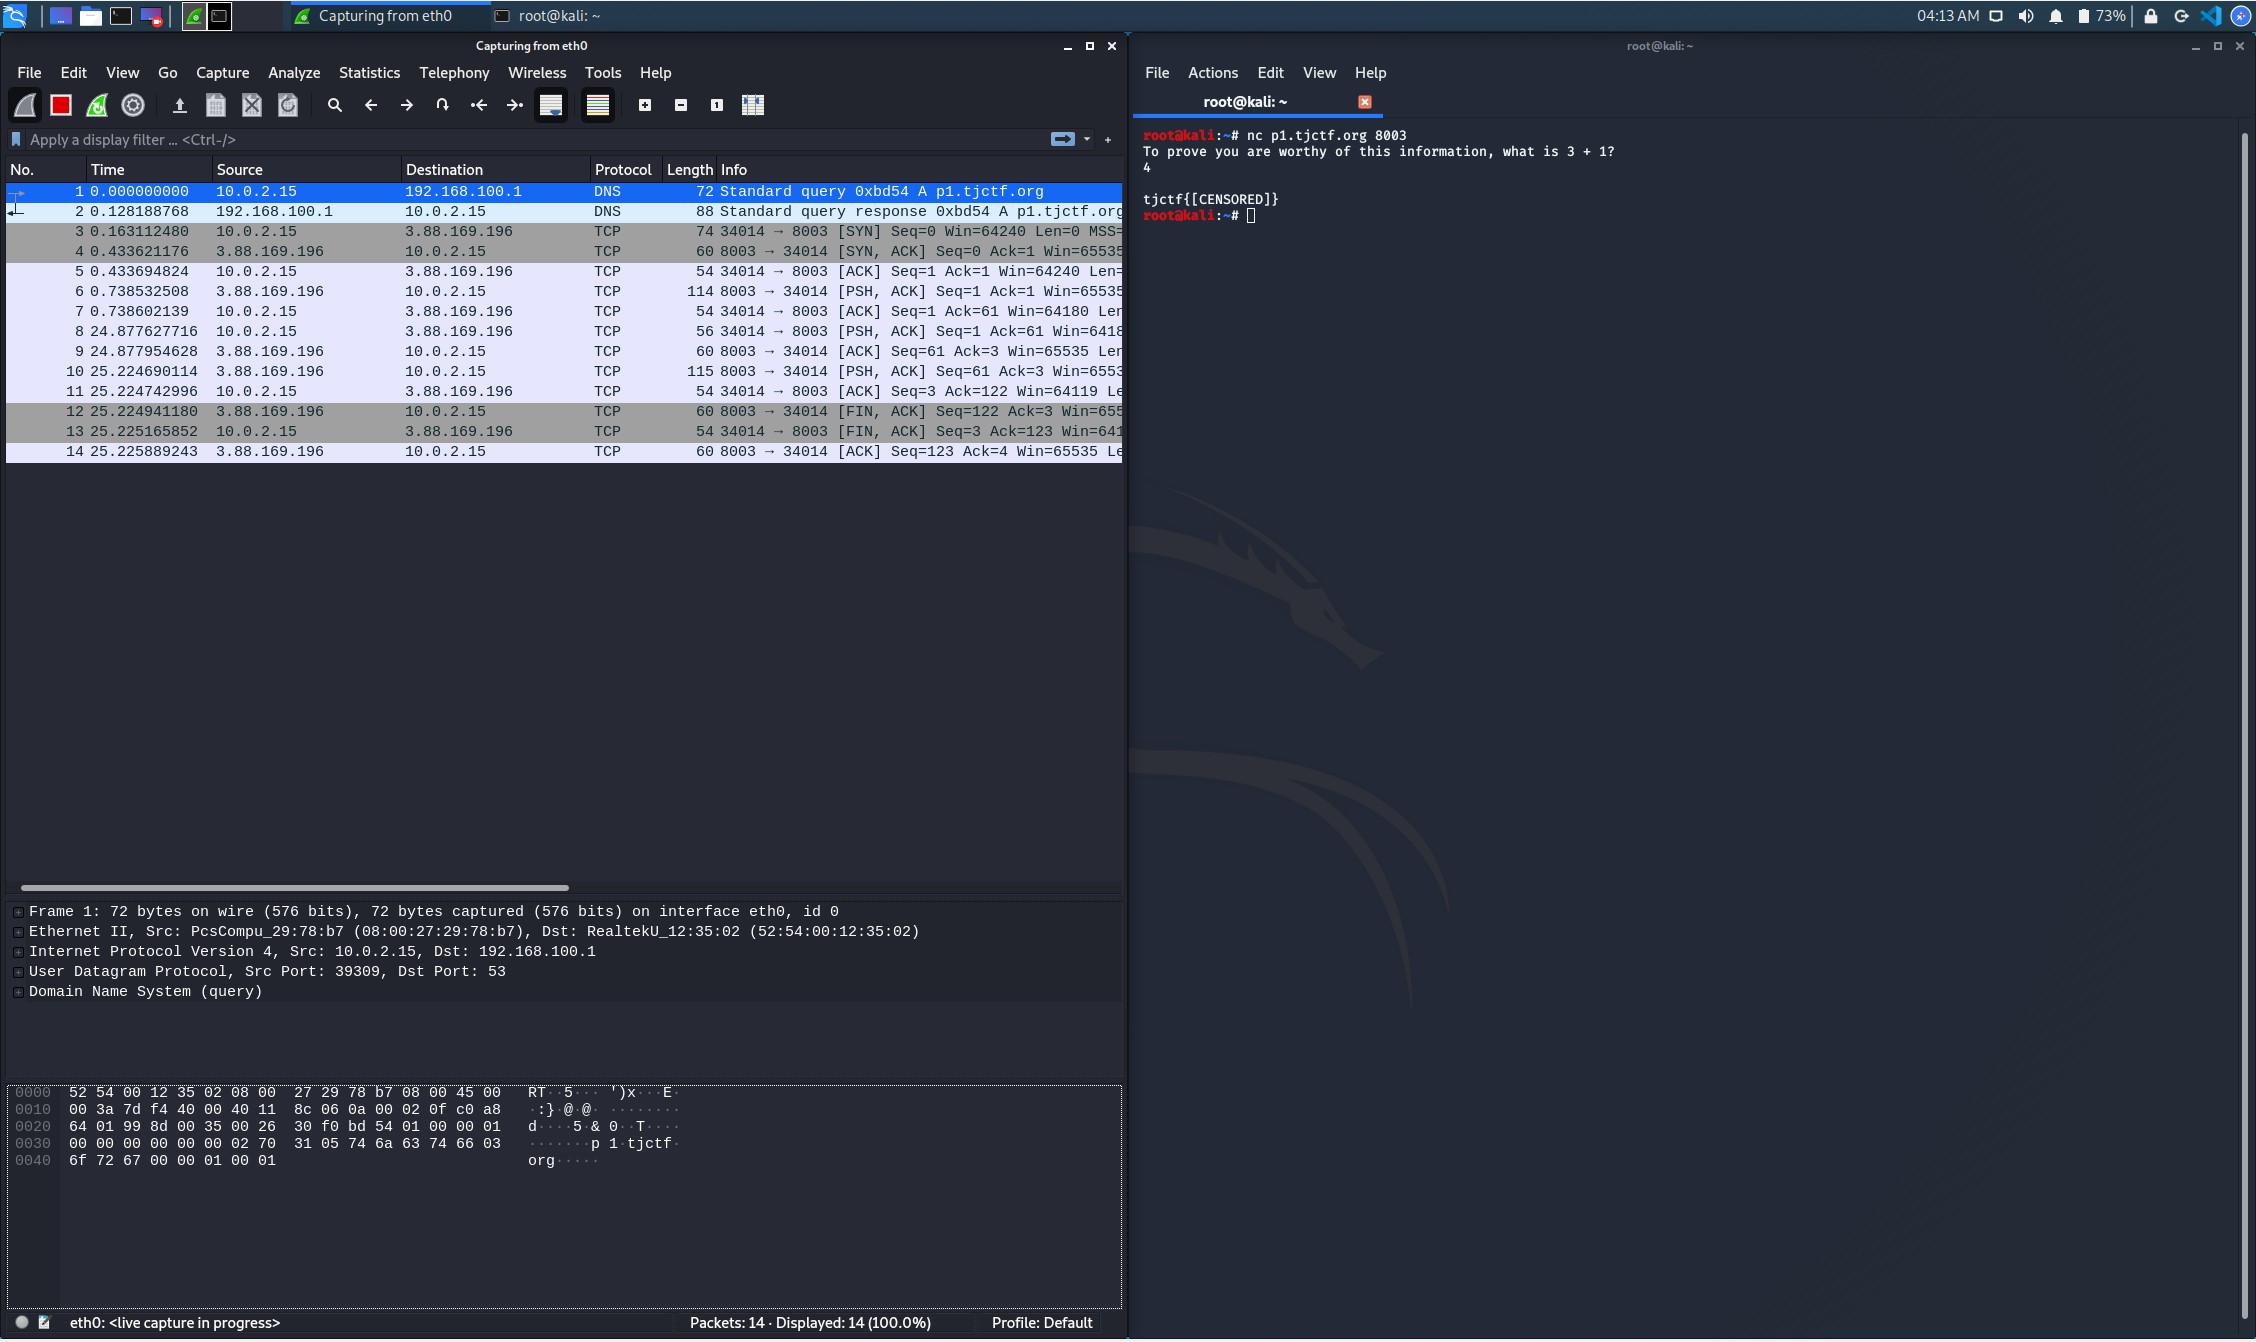 Capturing from eth0
root@kali: ~
04:13 AM
73%
Capturing from eth0
File Edit View Go Capture Analyze Statistics Telephony Wireless Tools Help
Apply a display filter … <Ctrl-/>
No. Time Source Destination Protocol Length Info
1 0.000000000 10.0.2.15 192.168.100.1 DNS 72 Standard query 0xbd54 A p1.tjctf.org
2 0.128188768 192.168.100.1 10.0.2.15 DNS 88 Standard query response 0xbd54 A p1.tjctf.org
3 0.163112480 10.0.2.15 3.88.169.196 TCP 74 34014 → 8003 [SYN] Seq=0 Win=64240 Len=0 MSS=
4 0.433621176 3.88.169.196 10.0.2.15 TCP 60 8003 → 34014 [SYN, ACK] Seq=0 Ack=1 Win=65535
5 0.433694824 10.0.2.15 3.88.169.196 TCP 54 34014 → 8003 [ACK] Seq=1 Ack=1 Win=64240 Len=
6 0.738532508 3.88.169.196 10.0.2.15 TCP 114 8003 → 34014 [PSH, ACK] Seq=1 Ack=1 Win=65535
7 0.738602139 10.0.2.15 3.88.169.196 TCP 54 34014 → 8003 [ACK] Seq=1 Ack=61 Win=64180 Len
8 24.877627716 10.0.2.15 3.88.169.196 TCP 56 34014 → 8003 [PSH, ACK] Seq=1 Ack=61 Win=6418
9 24.877954628 3.88.169.196 10.0.2.15 TCP 60 8003 → 34014 [ACK] Seq=61 Ack=3 Win=65535 Len
10 25.224690114 3.88.169.196 10.0.2.15 TCP 115 8003 → 34014 [PSH, ACK] Seq=61 Ack=3 Win=6553
11 25.224742996 10.0.2.15 3.88.169.196 TCP 54 34014 → 8003 [ACK] Seq=3 Ack=122 Win=64119 Le
12 25.224941180 3.88.169.196 10.0.2.15 TCP 60 8003 → 34014 [FIN, ACK] Seq=122 Ack=3 Win=655
13 25.225165852 10.0.2.15 3.88.169.196 TCP 54 34014 → 8003 [FIN, ACK] Seq=3 Ack=123 Win=641
14 25.225889243 3.88.169.196 10.0.2.15 TCP 60 8003 → 34014 [ACK] Seq=123 Ack=4 Win=65535 Le
Frame 1: 72 bytes on wire (576 bits), 72 bytes captured (576 bits) on interface eth0, id 0
Ethernet II, Src: PcsCompu_29:78:b7 (08:00:27:29:78:b7), Dst: RealtekU_12:35:02 (52:54:00:12:35:02)
Internet Protocol Version 4, Src: 10.0.2.15, Dst: 192.168.100.1
User Datagram Protocol, Src Port: 39309, Dst Port: 53
Domain Name System (query)
0000 52 54 00 12 35 02 08 00 27 29 78 b7 08 00 45 00 RT··5··· ')x···E·
0010 00 3a 7d f4 40 00 40 11 8c 06 0a 00 02 0f c0 a8 ·:}·@·@· ········
0020 64 01 99 8d 00 35 00 26 30 f0 bd 54 01 00 00 01 d····5·& 0··T····
0030 00 00 00 00 00 00 02 70 31 05 74 6a 63 74 66 03 ·······p 1·tjctf·
0040 6f 72 67 00 00 01 00 01 org·····
eth0: <live capture in progress>
Packets: 14 · Displayed: 14 (100.0%)
Profile: Default
root@kali: ~
File Actions Edit View Help
root@kali: ~
root@kali:~# nc p1.tjctf.org 8003
To prove you are worthy of this information, what is 3 + 1?
4
tjctf{[CENSORED]}
root@kali:~#